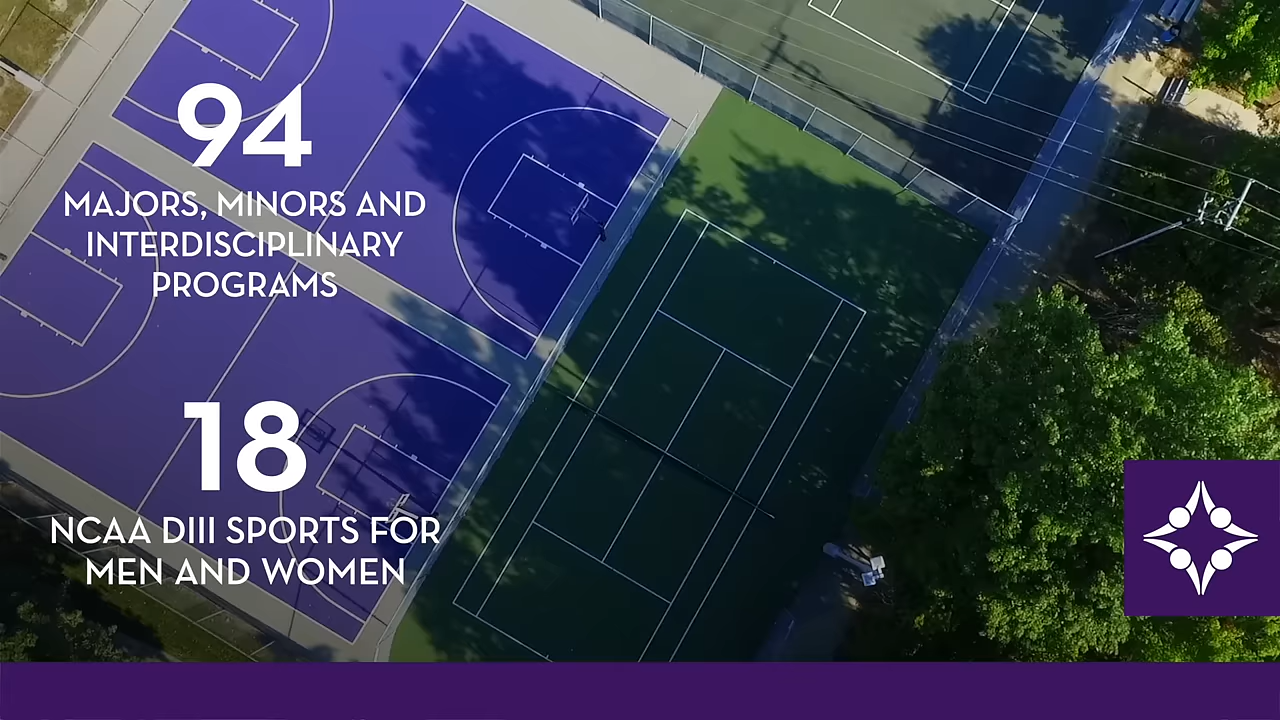 94
MAJORS, MINORS AND
INTERDISCIPLINARY
PROGRAMS
18
NCAA DIII SPORTS FOR
MEN AND WOMEN